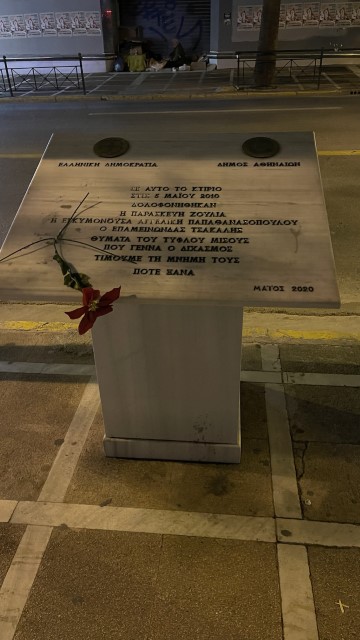 ΕΛΛΗΝΙΚΗ ΔΗΜΟΚΡΑΤΙΑ
ΔΗΜΟΣ ΑΘΗΝΑΙΩΝ
ΣΕ ΑΥΤΟ ΤΟ ΚΤΙΡΙΟ
ΣΤΙΣ 5 ΜΑΪΟΥ 2010
ΔΟΛΟΦΟΝΗΘΗΚΑΝ
Η ΠΑΡΑΣΚΕΥΗ ΖΟΥΛΙΑ
Η ΕΓΚΥΜΟΝΟΥΣΑ ΑΓΓΕΛΙΚΗ ΠΑΠΑΘΑΝΑΣΟΠΟΥΛΟΥ
Ο ΕΠΑΜΕΙΝΩΝΔΑΣ ΤΣΑΚΑΛΗΣ
ΘΥΜΑΤΑ ΤΟΥ ΤΥΦΛΟΥ ΜΙΣΟΥΣ
ΠΟΥ ΓΕΝΝΑ Ο ΔΙΧΑΣΜΟΣ
ΤΙΜΟΥΜΕ ΤΗ ΜΝΗΜΗ ΤΟΥΣ
ΠΟΤΕ ΞΑΝΑ
ΜΑΪΟΣ 2020